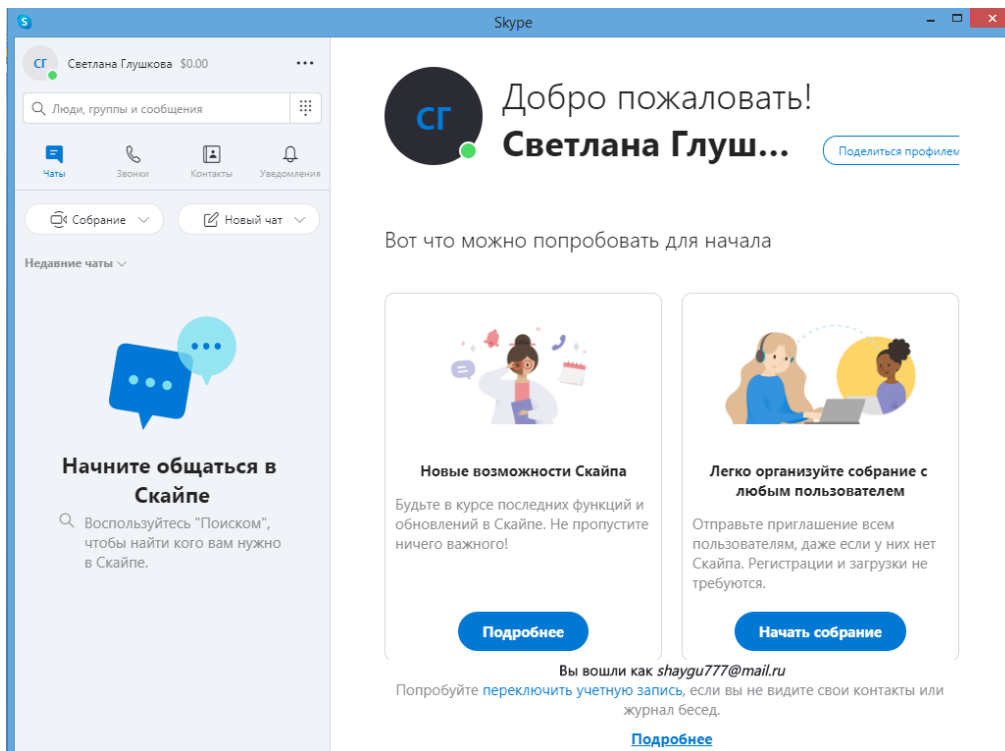 Skype
СГ Светлана Глушкова $0.00
Люди, группы и сообщения
Чаты Звонки Контакты Уведомления
Собрание Новый чат
Недавние чаты
Начните общаться в
Скайпе
Воспользуйтесь "Поиском",
чтобы найти кого вам нужно
в Скайпе.
СГ
Добро пожаловать!
Светлана Глуш...
Поделиться профилем
Вот что можно попробовать для начала
Новые возможности Скайпа
Будьте в курсе последних функций и
обновлений в Скайпе. Не пропустите
ничего важного!
Подробнее
Легко организуйте собрание с
любым пользователем
Отправьте приглашение всем
пользователям, даже если у них нет
Скайпа. Регистрации и загрузки не
требуются.
Начать собрание
Вы вошли как shaygu777@mail.ru
Попробуйте переключить учетную запись, если вы не видите свои контакты или
журнал бесед.
Подробнее